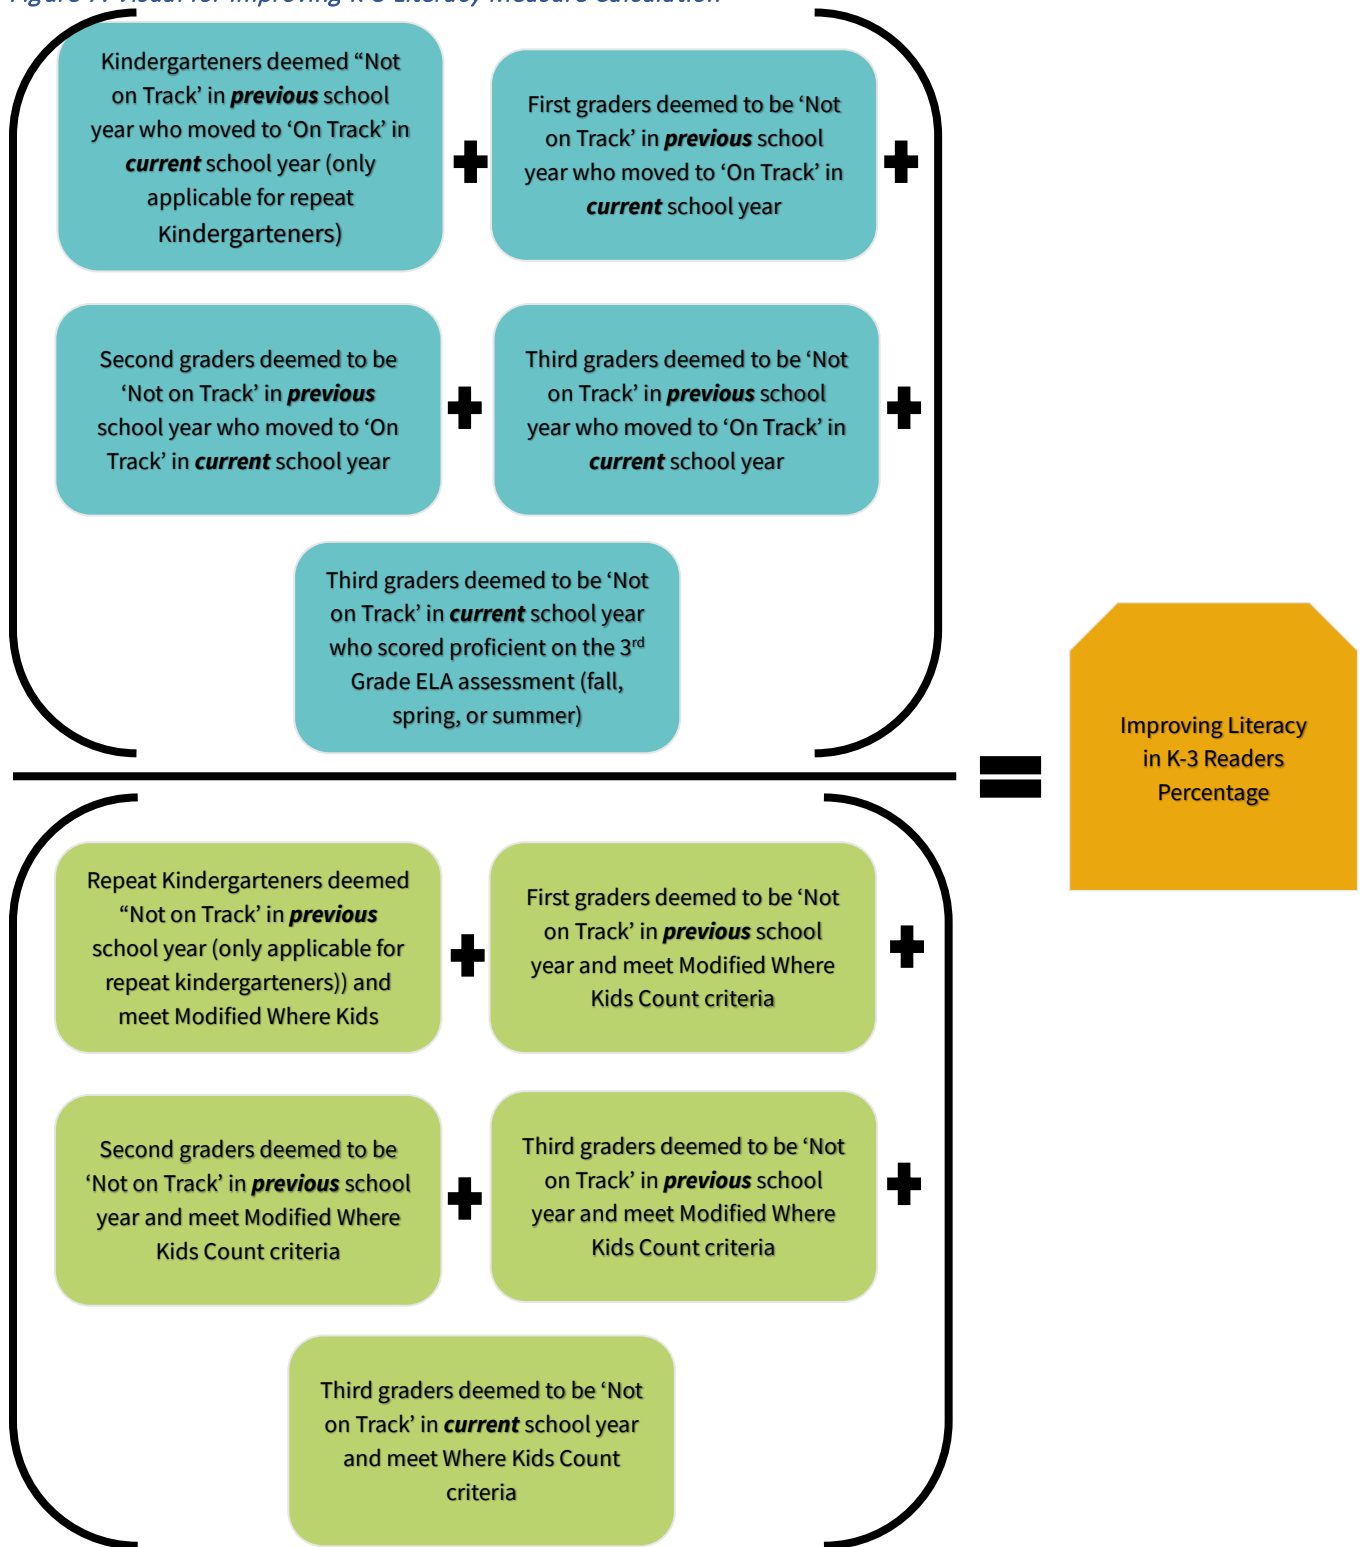 Kindergarteners deemed “Not
on Track’ in previous school
year who moved to ‘On Track’ in
current school year (only
applicable for repeat
Kindergarteners)
First graders deemed to be ‘Not
on Track’ in previous school
year who moved to ‘On Track’ in
current school year
Second graders deemed to be
‘Not on Track’ in previous
school year who moved to ‘On
Track’ in current school year
Third graders deemed to be ‘Not
on Track’ in previous school
year who moved to ‘On Track’ in
current school year
Third graders deemed to be ‘Not
on Track’ in current school year
who scored proficient on the 3rd
Grade ELA assessment (fall,
spring, or summer)
Improving Literacy
in K-3 Readers
Percentage
Repeat Kindergarteners deemed
“Not on Track’ in previous
school year (only applicable for
repeat kindergarteners)) and
meet Modified Where Kids
First graders deemed to be ‘Not
on Track’ in previous school
year and meet Modified Where
Kids Count criteria
Second graders deemed to be
‘Not on Track’ in previous school
year and meet Modified Where
Kids Count criteria
Third graders deemed to be ‘Not
on Track’ in previous school
year and meet Modified Where
Kids Count criteria
Third graders deemed to be ‘Not
on Track’ in current school year
and meet Where Kids Count
criteria